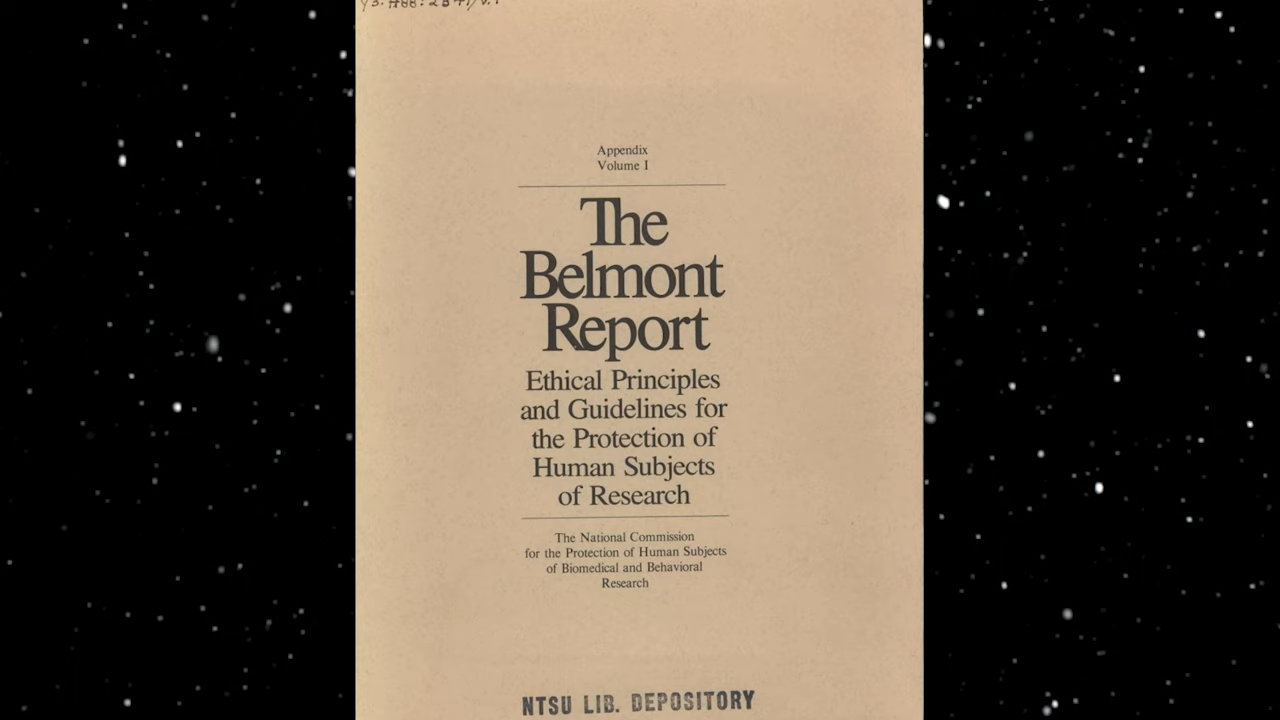 Appendix
Volume I
The
Belmont
Report
Ethical Principles
and Guidelines for
the Protection of
Human Subjects
of Research
The National Commission
for the Protection of Human Subjects
of Biomedical and Behavioral
Research
NTSU LIB. DEPOSITORY